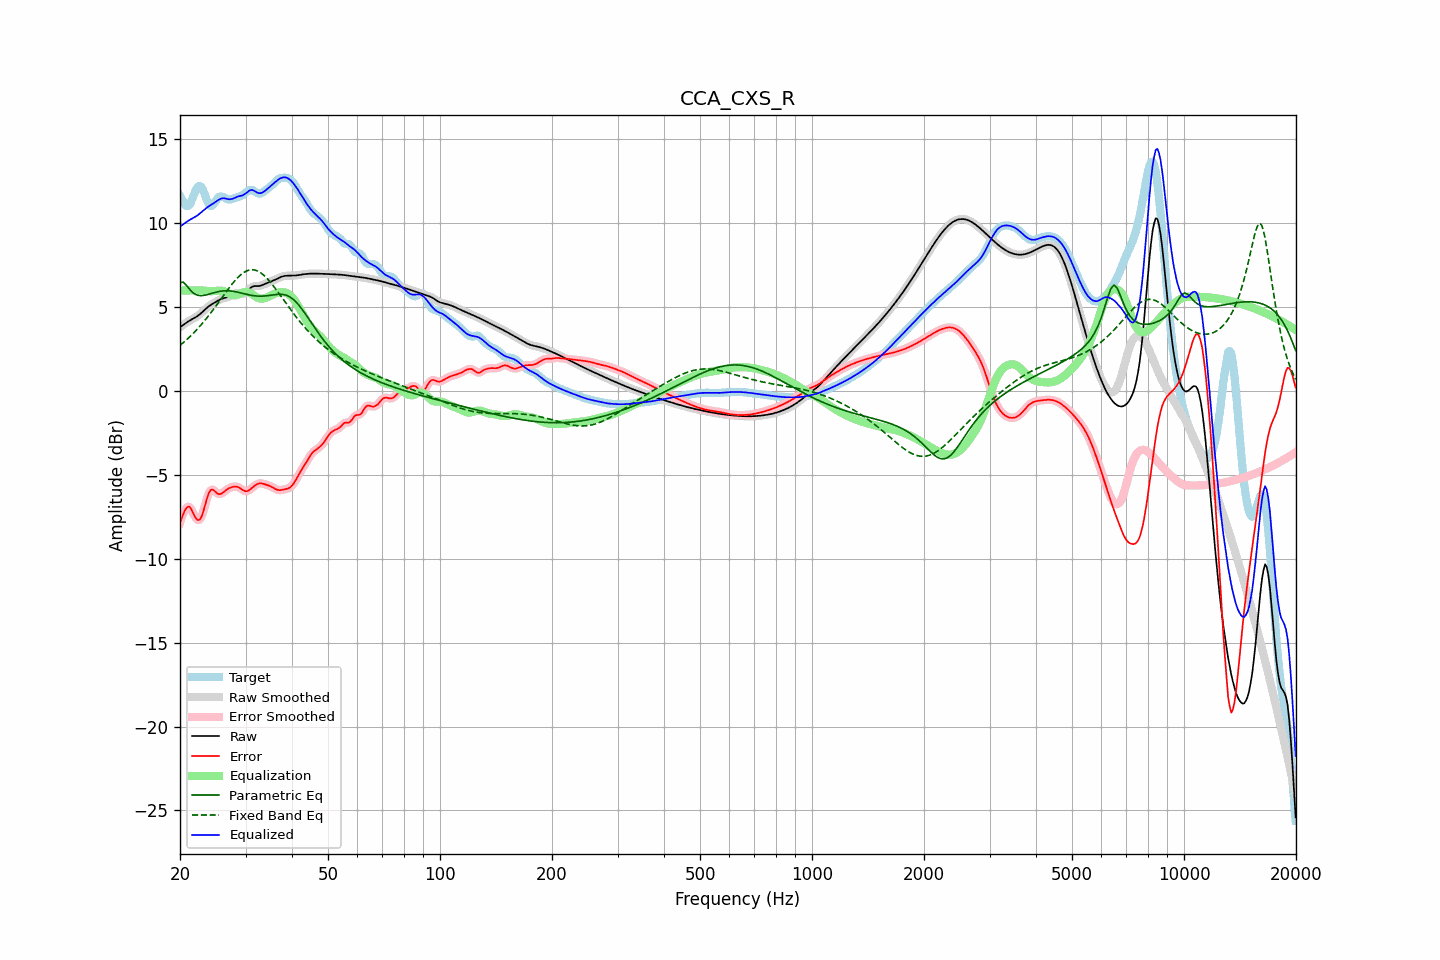 CCA_CXS_R
15
10
5
0
−5
−10
−15
−20
−25
Amplitude (dBr)
Target
Raw Smoothed
Error Smoothed
Raw
Error
Equalization
Parametric Eq
Fixed Band Eq
Equalized
20 50 100 200 500 1000 2000 5000 10000 20000
Frequency (Hz)